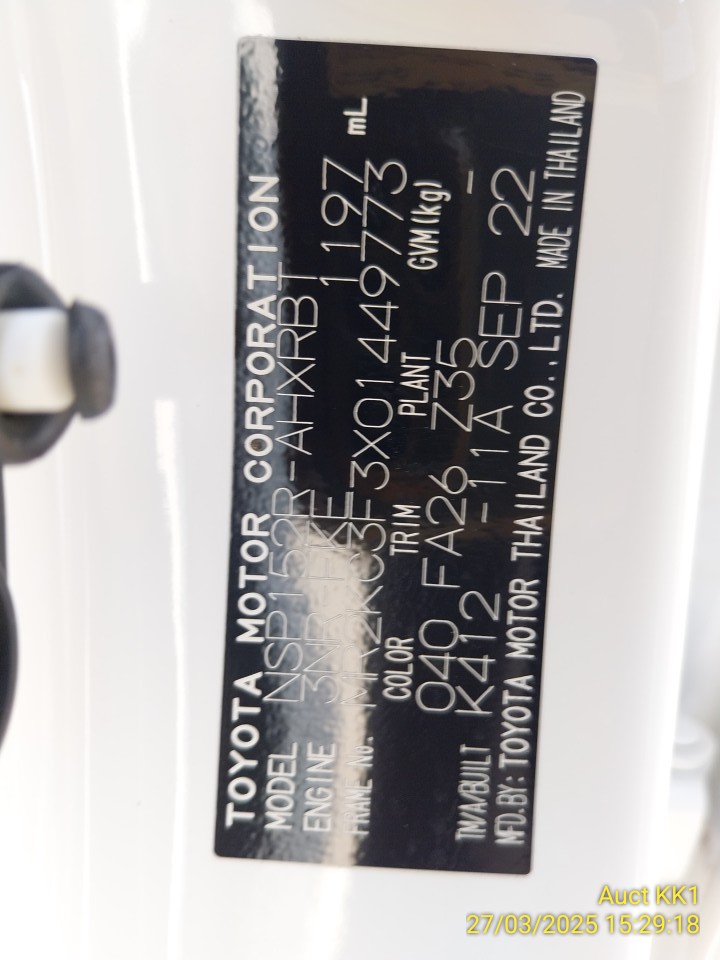 TOYOTA MOTOR CORPORATION
MODEL NSP152R-AHXRBT
ENGINE 3NR-FKE 1197 mL
FRAME No. MR2KC3F3X01449773
COLOR TRIM PLANT GVM(kg)
040 FA26 Z35 -
TM/A/BUILT K412 -11A SEP 22
MFD.BY: TOYOTA MOTOR THAILAND CO.,LTD. MADE IN THAILAND
Auct KK1
27/03/2025 15:29:18